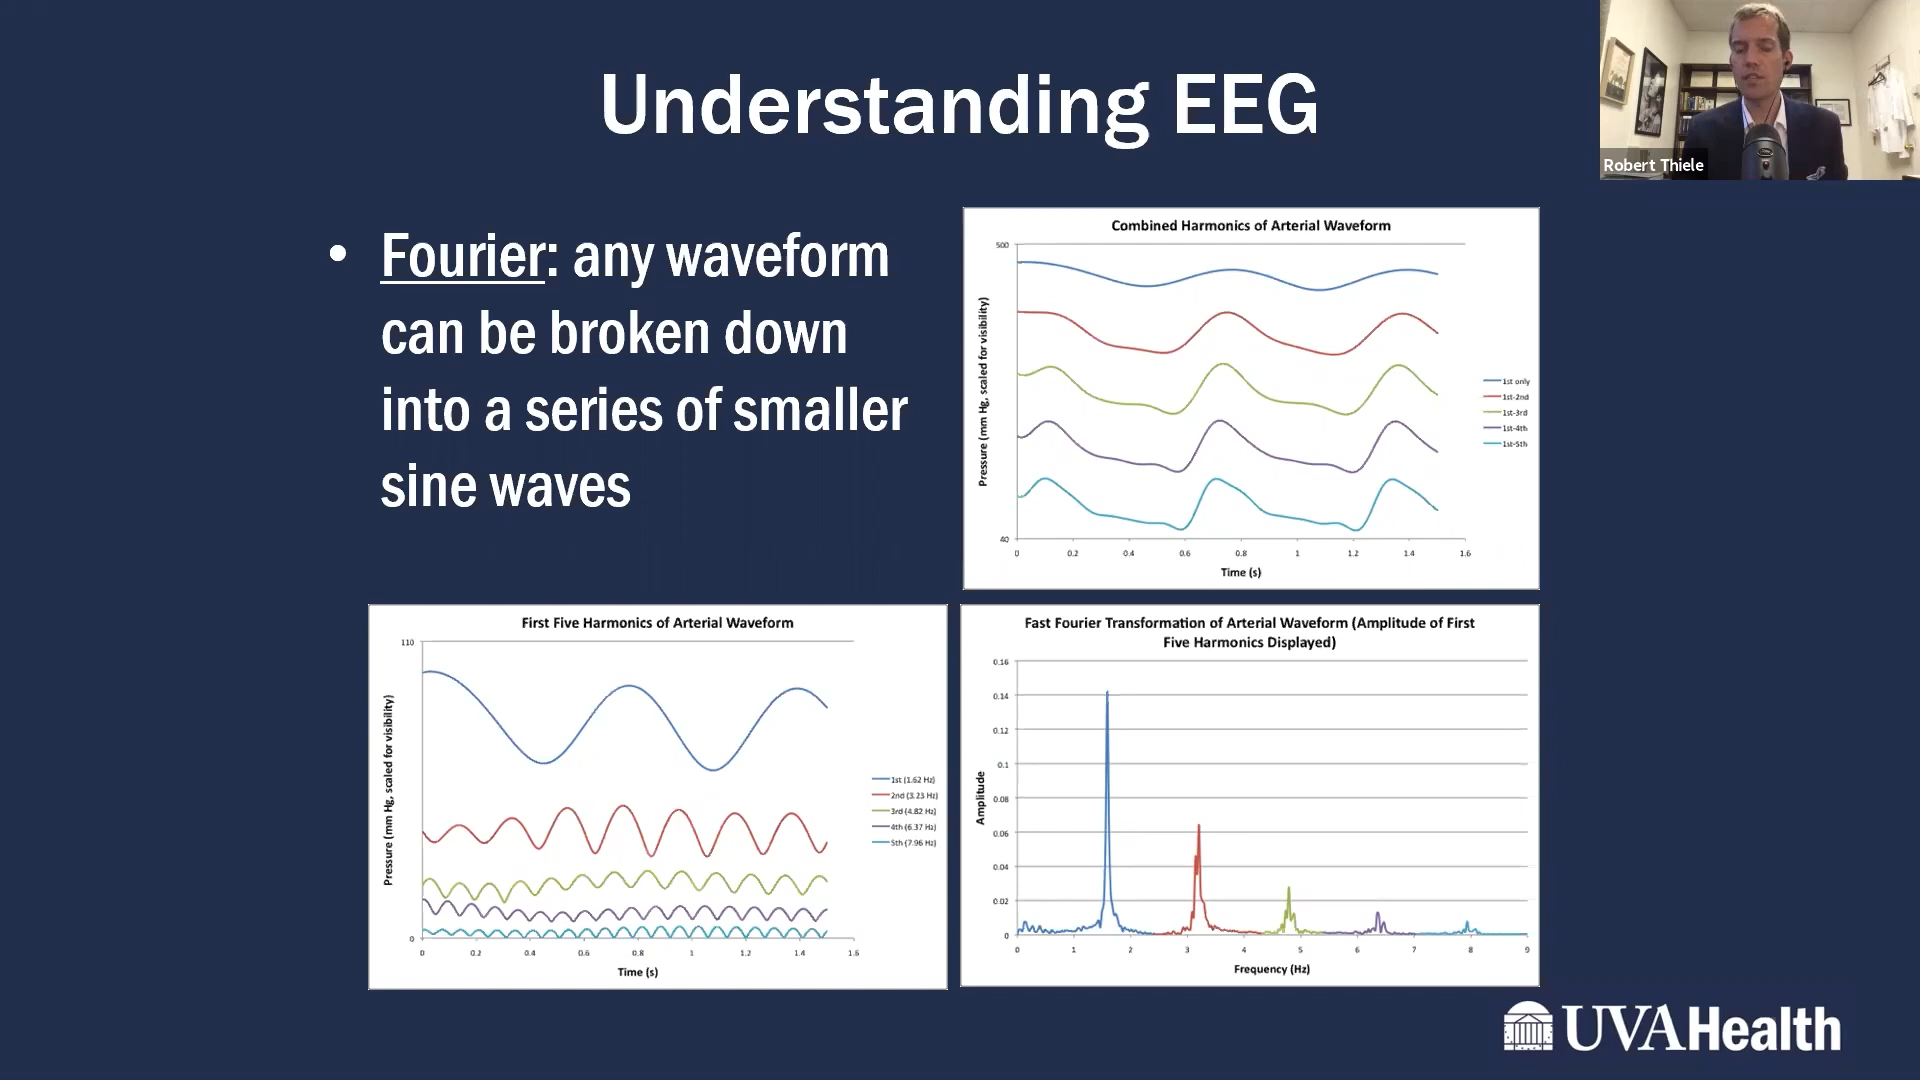 Understanding EEG
Robert Thiele
• Fourier: any waveform
can be broken down
into a series of smaller
sine waves
Combined Harmonics of Arterial Waveform
500
40
Pressure (mm Hg, scaled for visibility)
0 0.2 0.4 0.6 0.8 1 1.2 1.4 1.6
Time (s)
1st only
1st-2nd
1st-3rd
1st-4th
1st-5th
First Five Harmonics of Arterial Waveform
110
0
Pressure (mm Hg, scaled for visibility)
0 0.2 0.4 0.6 0.8 1 1.2 1.4 1.6
Time (s)
1st (1.62 Hz)
2nd (3.23 Hz)
3rd (4.82 Hz)
4th (6.37 Hz)
5th (7.96 Hz)
Fast Fourier Transformation of Arterial Waveform (Amplitude of First
Five Harmonics Displayed)
0.16
0.14
0.12
0.1
0.08
0.06
0.04
0.02
0
Amplitude
0 1 2 3 4 5 6 7 8 9
Frequency (Hz)
UVAHealth